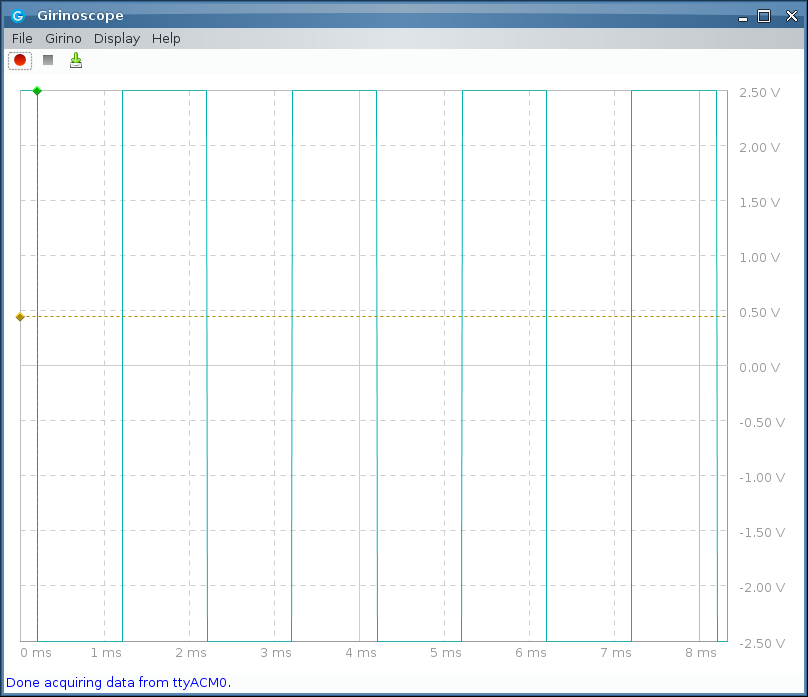 Girinoscope
File Girino Display Help
2.50 V
2.00 V
1.50 V
1.00 V
0.50 V
0.00 V
-0.50 V
-1.00 V
-1.50 V
-2.00 V
-2.50 V
0 ms 1 ms 2 ms 3 ms 4 ms 5 ms 6 ms 7 ms 8 ms
Done acquiring data from ttyACM0.